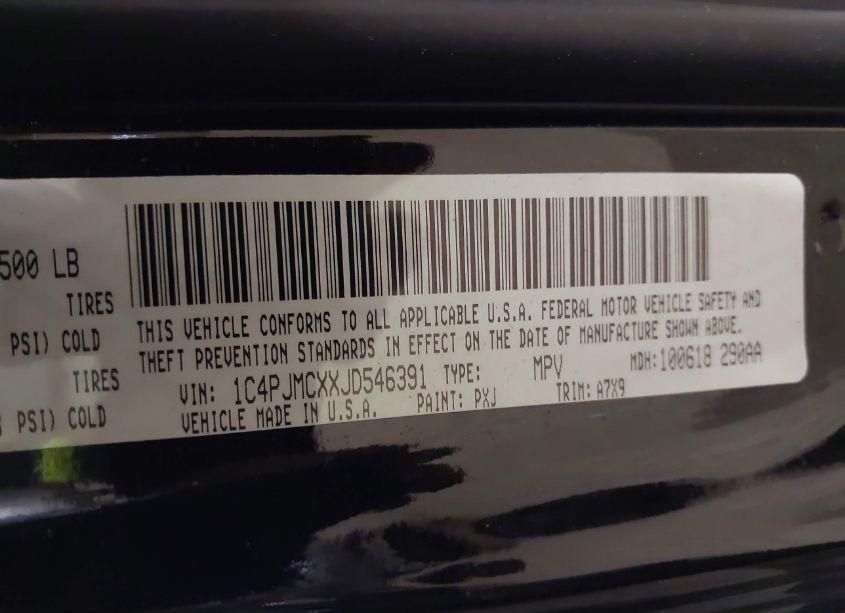 500 LB
TIRES
PSI) COLD
TIRES
PSI) COLD
THIS VEHICLE CONFORMS TO ALL APPLICABLE U.S.A. FEDERAL MOTOR VEHICLE SAFETY AND
THEFT PREVENTION STANDARDS IN EFFECT ON THE DATE OF MANUFACTURE SHOWN ABOVE.
VIN: 1C4PJMCXXJD546391 TYPE: MPV MDH:100618 290AA
VEHICLE MADE IN U.S.A. PAINT: PXJ TRIM: A7X9